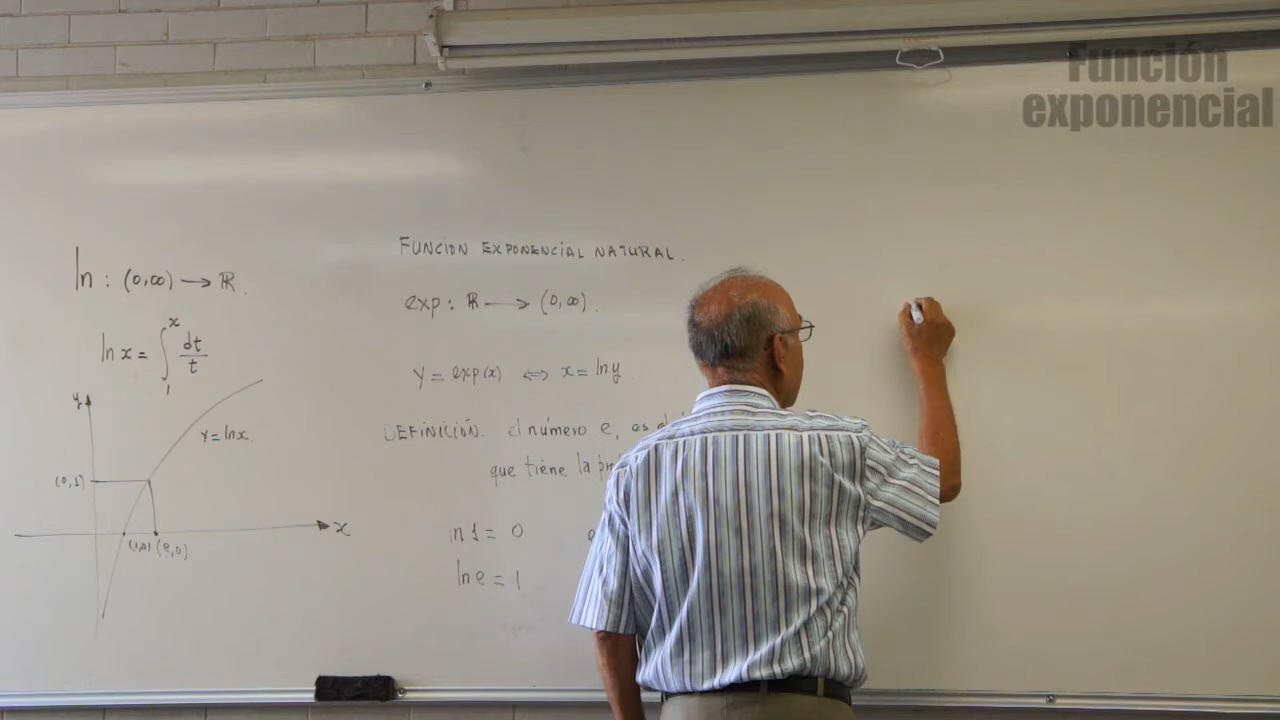 Función
exponencial
ln : (0,∞) → ℝ.
ln x = ∫₁ˣ dt/t
y
(0,1)
y = ln x
x
(1,0) (e,0)
FUNCION EXPONENCIAL NATURAL.
exp : ℝ → (0,∞).
y = exp(x) ⇔ x = ln y
DEFINICIÓN. el número e, es
que tiene la
ln 1 = 0
ln e = 1